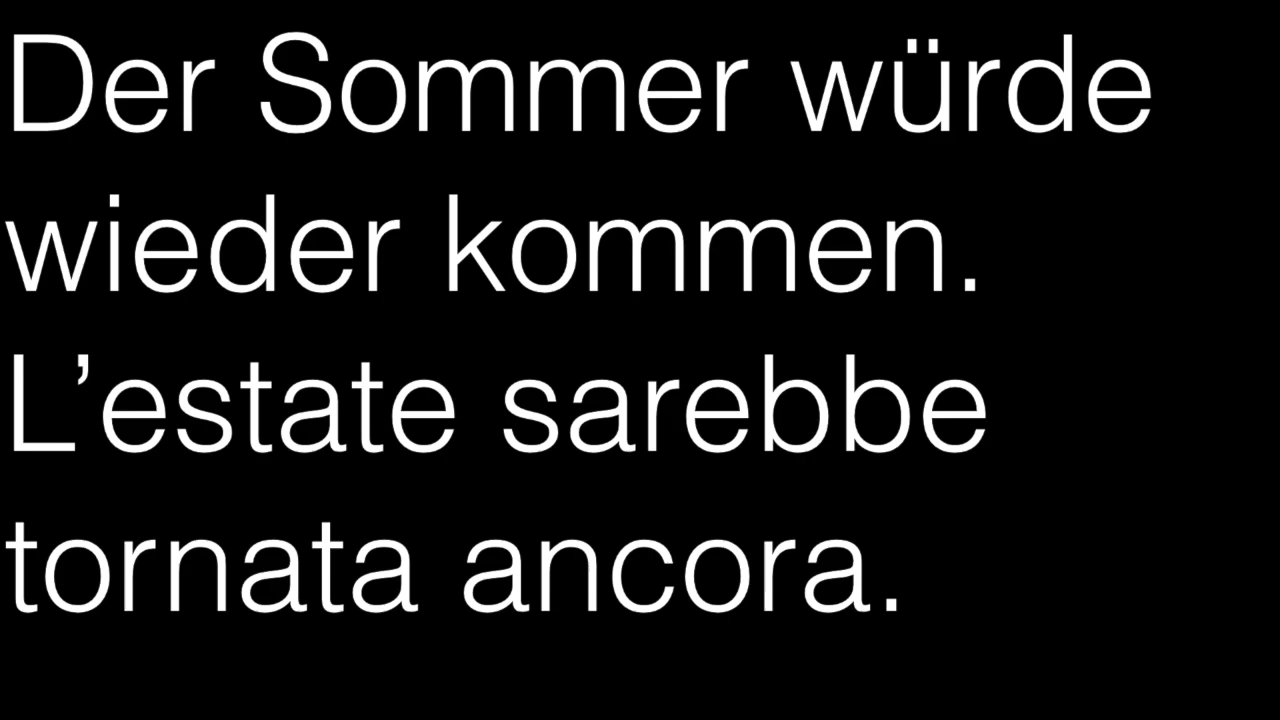 Der Sommer würde
wieder kommen.
L’estate sarebbe
tornata ancora.